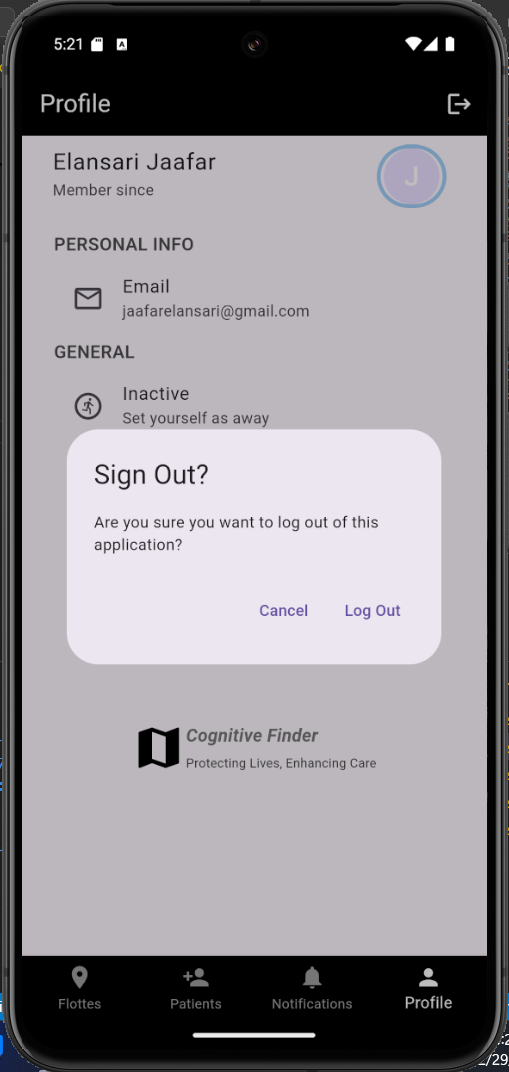 5:21
Profile
Elansari Jaafar
Member since
J
PERSONAL INFO
Email
jaafarelansari@gmail.com
GENERAL
Inactive
Set yourself as away
Sign Out?
Are you sure you want to log out of this
application?
Cancel Log Out
Cognitive Finder
Protecting Lives, Enhancing Care
Flottes Patients Notifications Profile